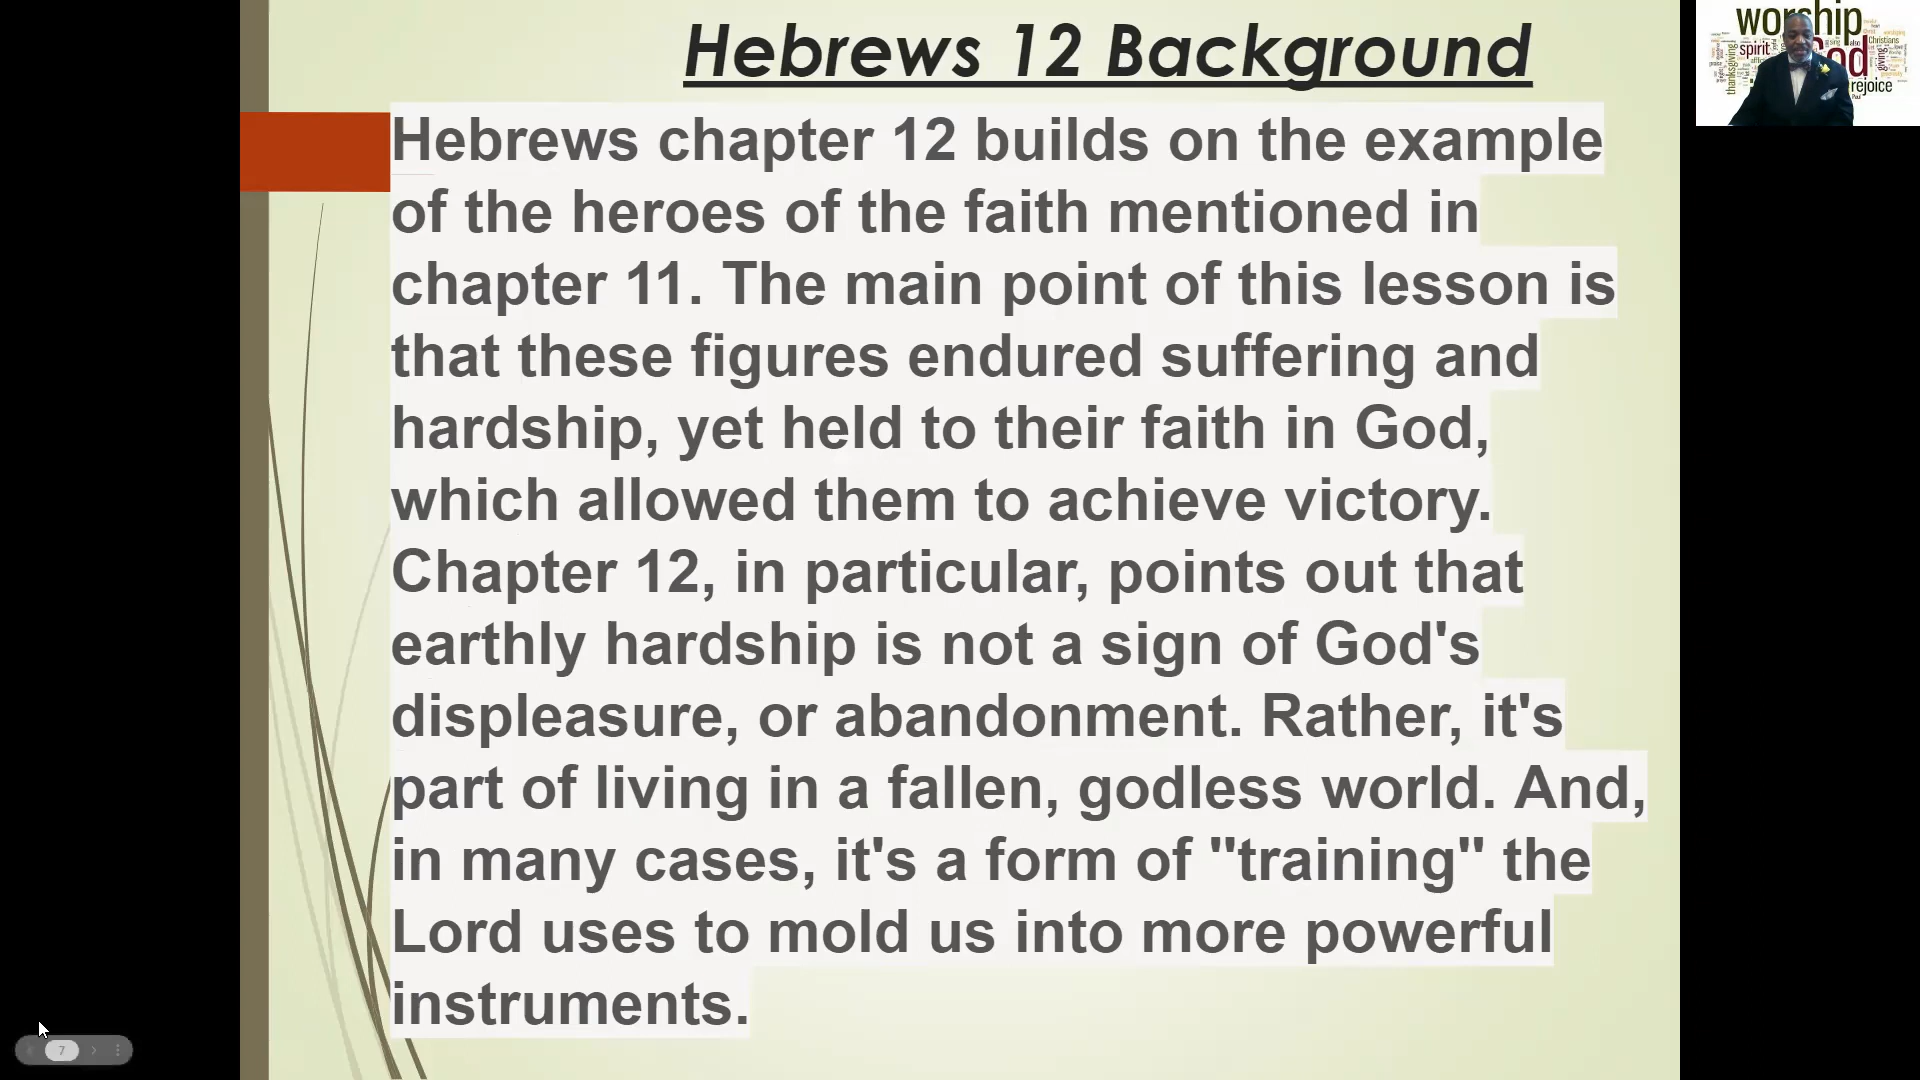 Hebrews 12 Background
Hebrews chapter 12 builds on the example
of the heroes of the faith mentioned in
chapter 11. The main point of this lesson is
that these figures endured suffering and
hardship, yet held to their faith in God,
which allowed them to achieve victory.
Chapter 12, in particular, points out that
earthly hardship is not a sign of God's
displeasure, or abandonment. Rather, it's
part of living in a fallen, godless world. And,
in many cases, it's a form of "training" the
Lord uses to mold us into more powerful
instruments.
worship
spirit
Christians
thanksgiving
giving
rejoice
7